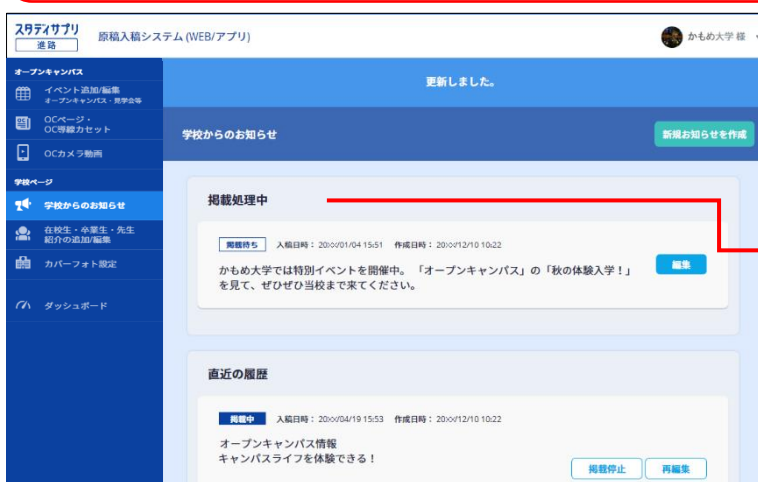 スタディサプリ
進路
原稿入稿システム (WEB/アプリ)
かもめ大学 様
オープンキャンパス
イベント追加/編集
オープンキャンパス・見学会等
OCページ・
OC導線カセット
OCカメラ動画
学校ページ
学校からのお知らせ
在校生・卒業生・先生
紹介の追加/編集
カバーフォト設定
ダッシュボード
更新しました。
学校からのお知らせ
新規お知らせを作成
掲載処理中
掲載待ち 入稿日時： 20××/01/04 15:51 作成日時： 20××/12/10 10:22
かもめ大学では特別イベントを開催中。 「オープンキャンパス」の「秋の体験入学！」
を見て、ぜひぜひ当校まで来てください。
編集
直近の履歴
掲載中 入稿日時： 20××/04/19 15:53 作成日時： 20××/12/10 10:22
オープンキャンパス情報
キャンパスライフを体験できる！
掲載停止 再編集